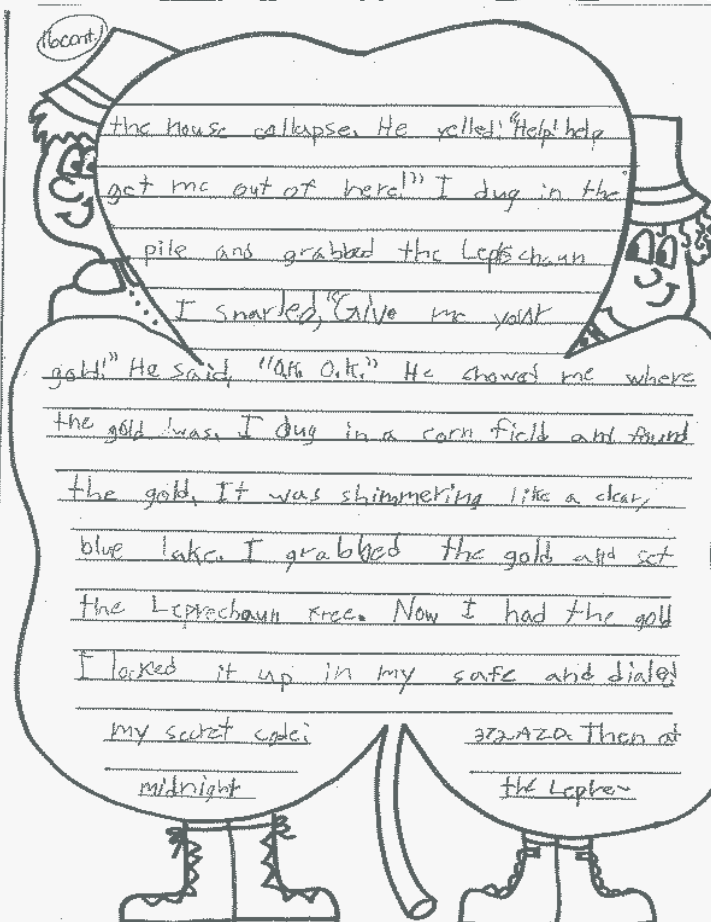 16cont.
the house collapse. He yelled! "Help! help
get me out of here!" I dug in the
pile and grabbed the Leprechaun
I snarled, "Give me your
gold!" He said, "Ok. O.K." He showed me where
the gold was. I dug in a corn field and found
the gold. It was shimmering like a clear,
blue lake. I grabbed the gold and set
the Leprechaun free. Now I had the gold
I locked it up in my safe and dialed
my secret code: Then at
midnight the Lepre-